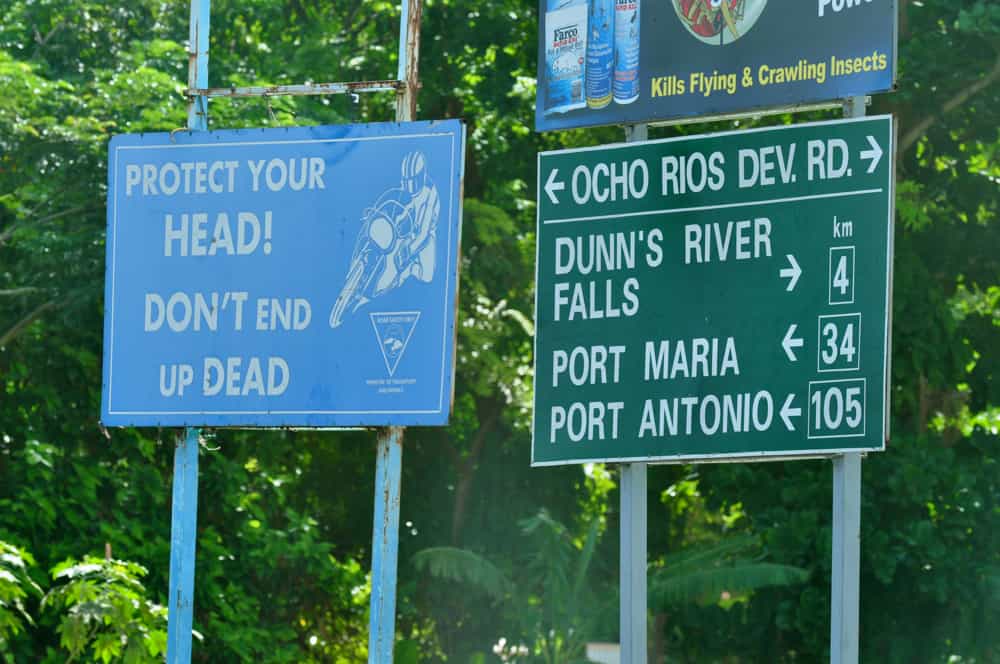 PROTECT YOUR
HEAD!
DON'T END
UP DEAD
Farco
Farco
Kills Flying & Crawling Insects
← OCHO RIOS DEV. RD. →
km
DUNN'S RIVER
FALLS → 4
PORT MARIA ← 34
PORT ANTONIO ← 105